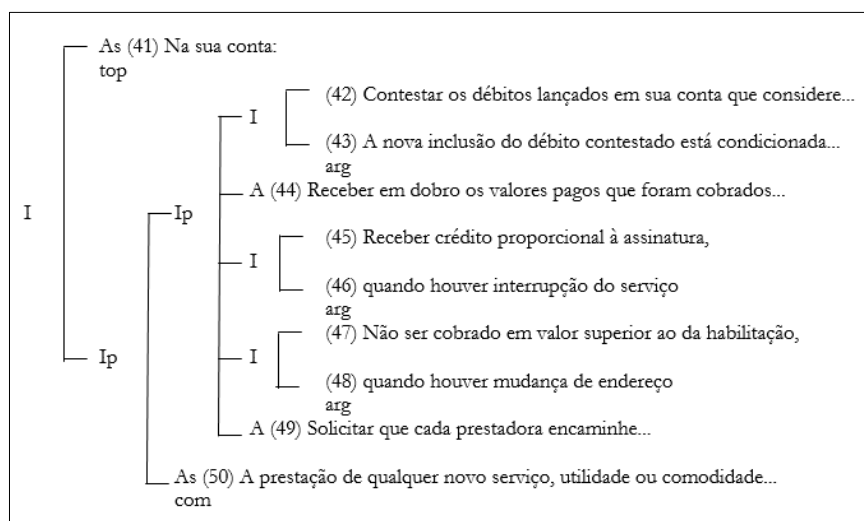 As (41) Na sua conta:
top
(42) Contestar os débitos lançados em sua conta que considere...
I
(43) A nova inclusão do débito contestado está condicionada...
arg
A (44) Receber em dobro os valores pagos que foram cobrados...
I
Ip
(45) Receber crédito proporcional à assinatura,
I
(46) quando houver interrupção do serviço
arg
(47) Não ser cobrado em valor superior ao da habilitação,
Ip
I
(48) quando houver mudança de endereço
arg
A (49) Solicitar que cada prestadora encaminhe...
As (50) A prestação de qualquer novo serviço, utilidade ou comodidade...
com